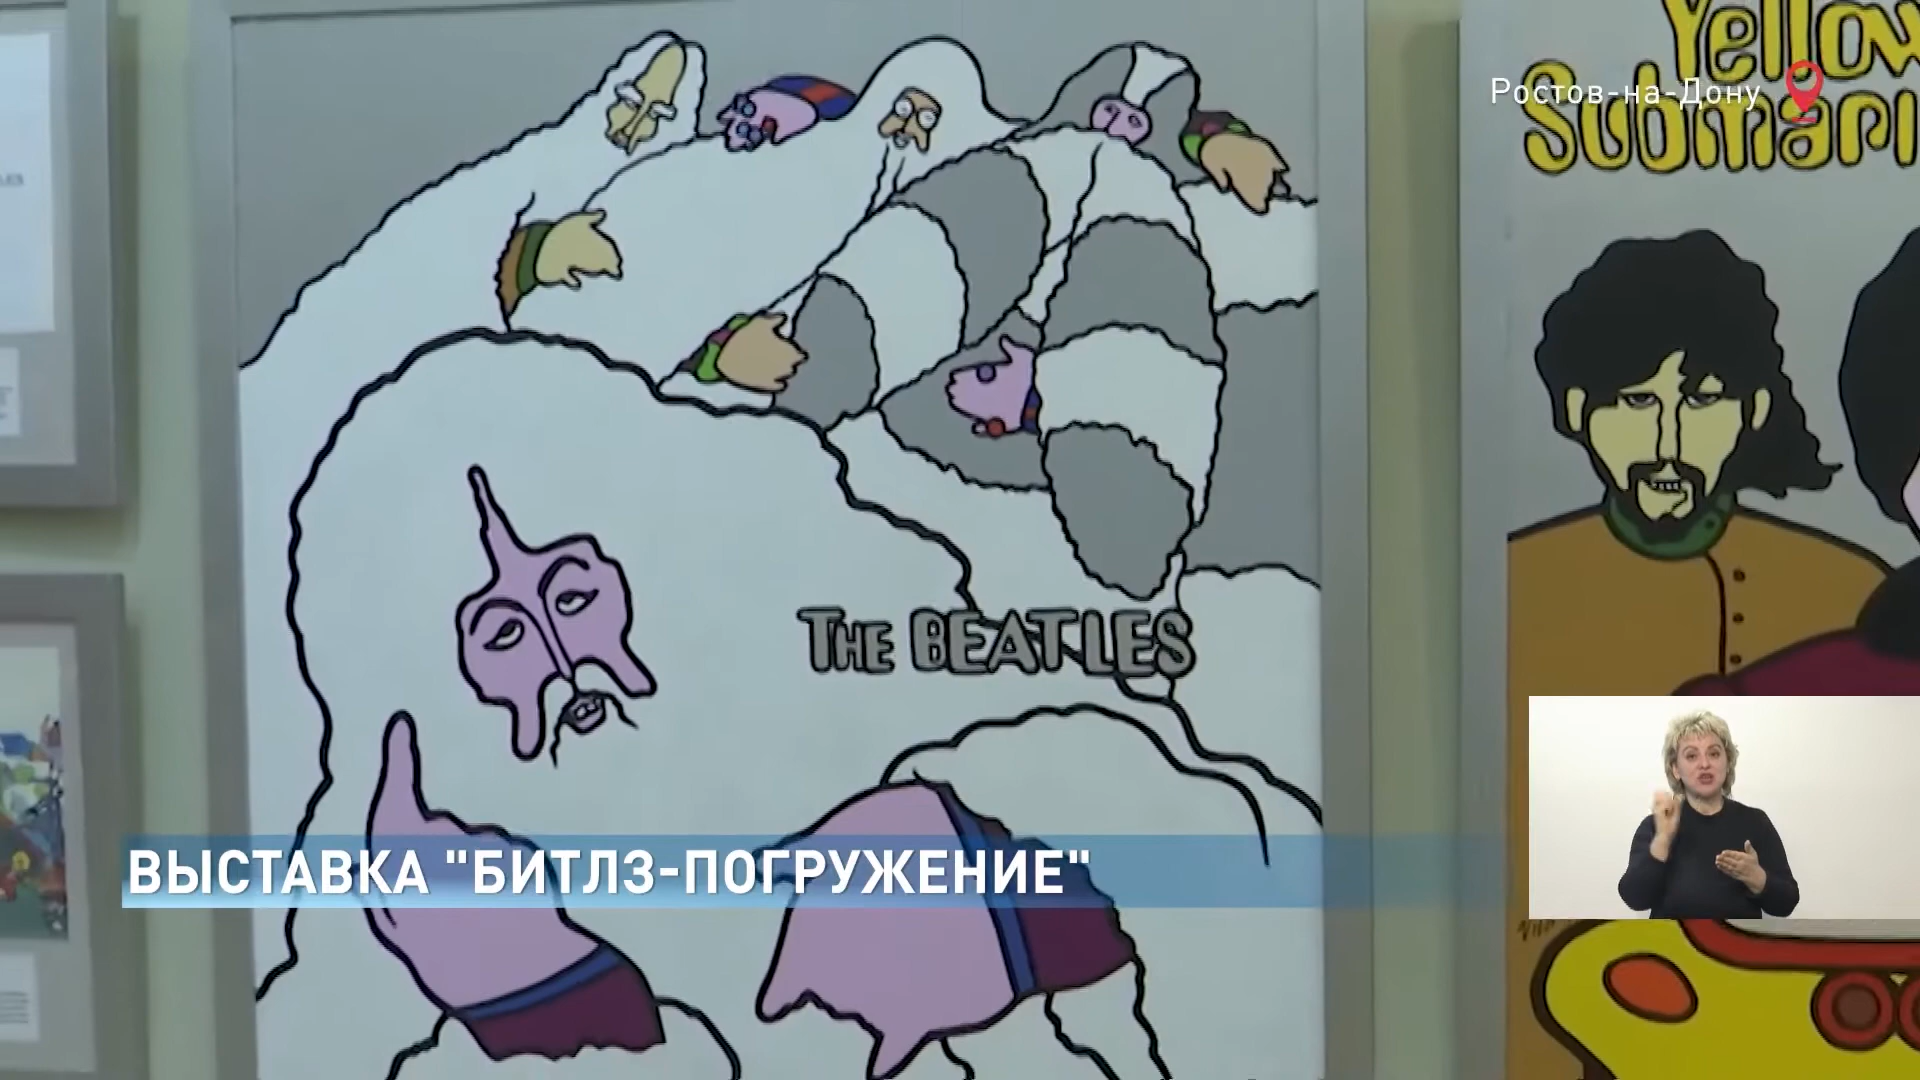 Yellow
Submari
Ростов-на-Дону
THE BEATLES
ВЫСТАВКА "БИТЛЗ-ПОГРУЖЕНИЕ"